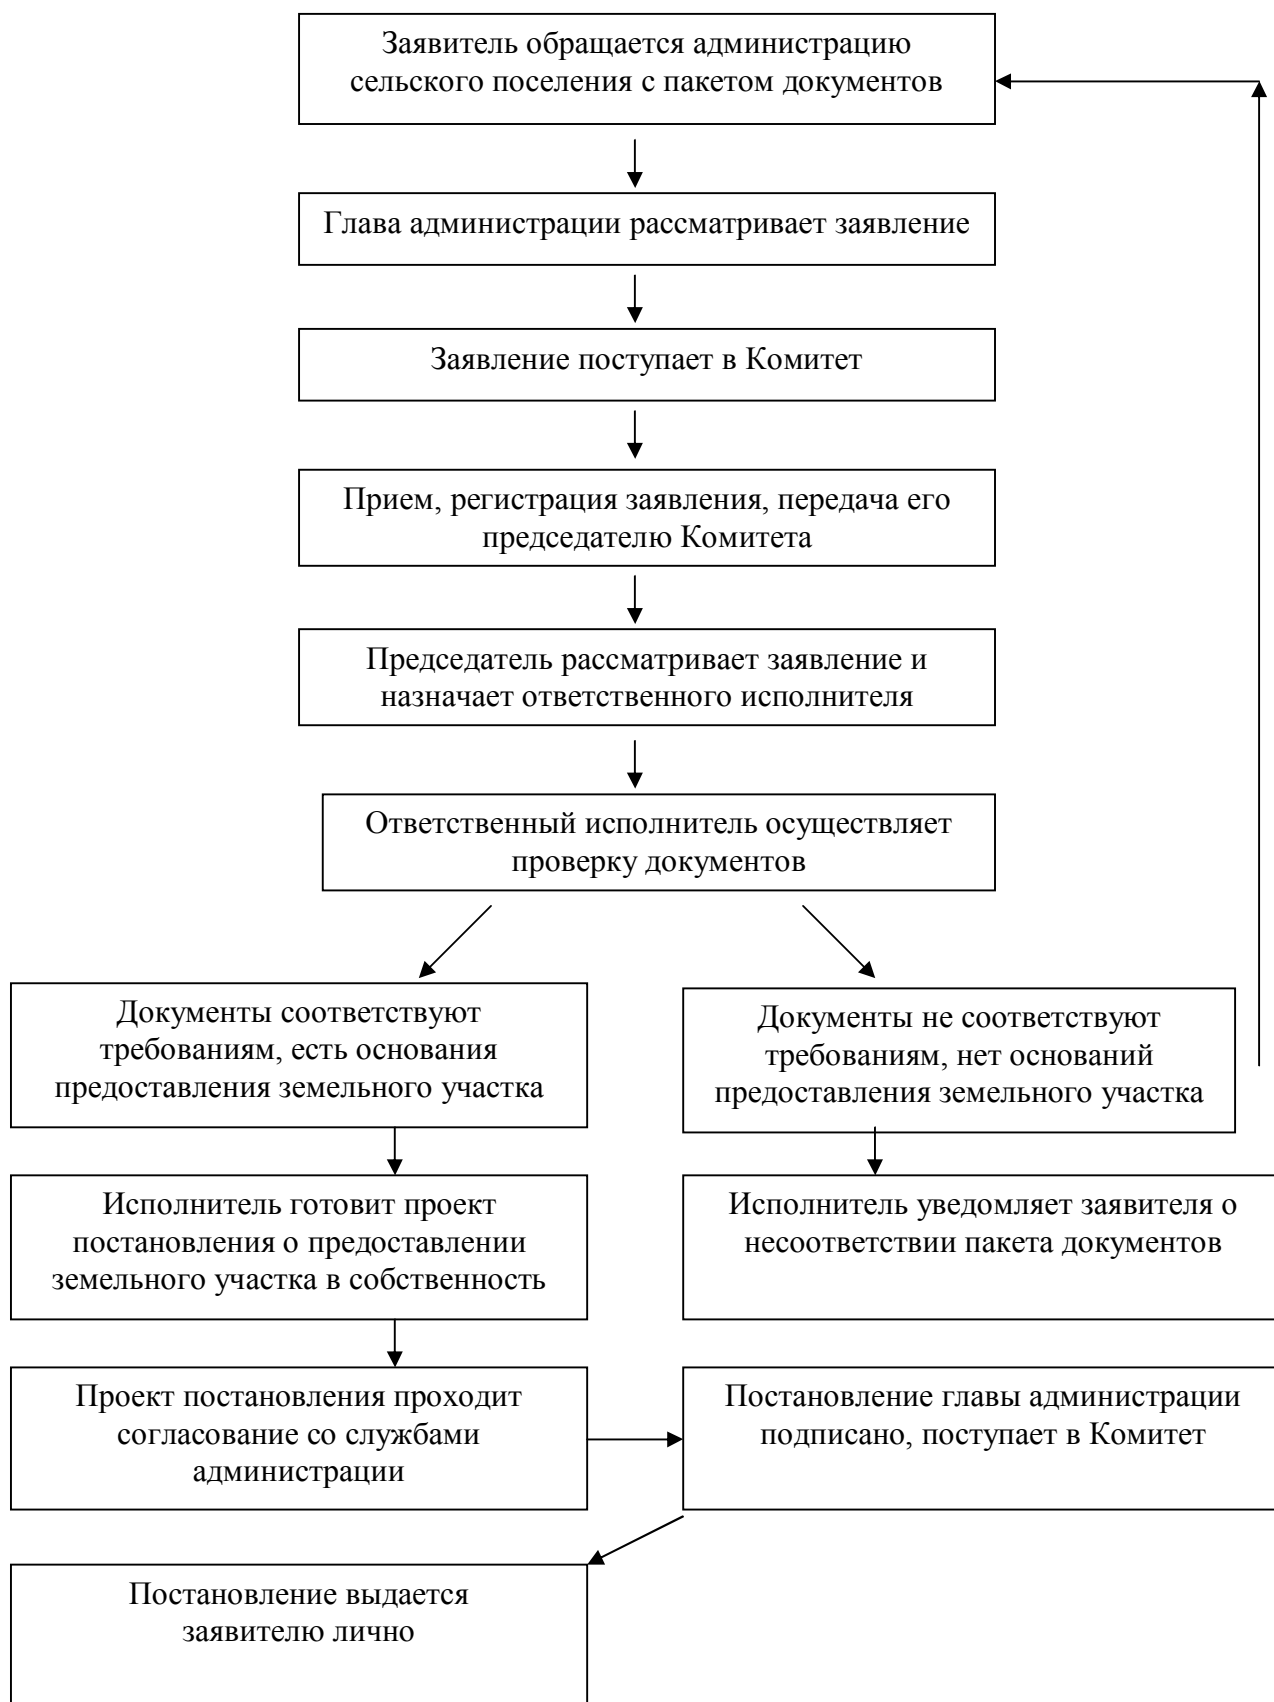 Заявитель обращается администрацию
сельского поселения с пакетом документов
Глава администрации рассматривает заявление
Заявление поступает в Комитет
Прием, регистрация заявления, передача его
председателю Комитета
Председатель рассматривает заявление и
назначает ответственного исполнителя
Ответственный исполнитель осуществляет
проверку документов
Документы соответствуют
требованиям, есть основания
предоставления земельного участка
Документы не соответствуют
требованиям, нет оснований
предоставления земельного участка
Исполнитель готовит проект
постановления о предоставлении
земельного участка в собственность
Исполнитель уведомляет заявителя о
несоответствии пакета документов
Проект постановления проходит
согласование со службами
администрации
Постановление главы администрации
подписано, поступает в Комитет
Постановление выдается
заявителю лично